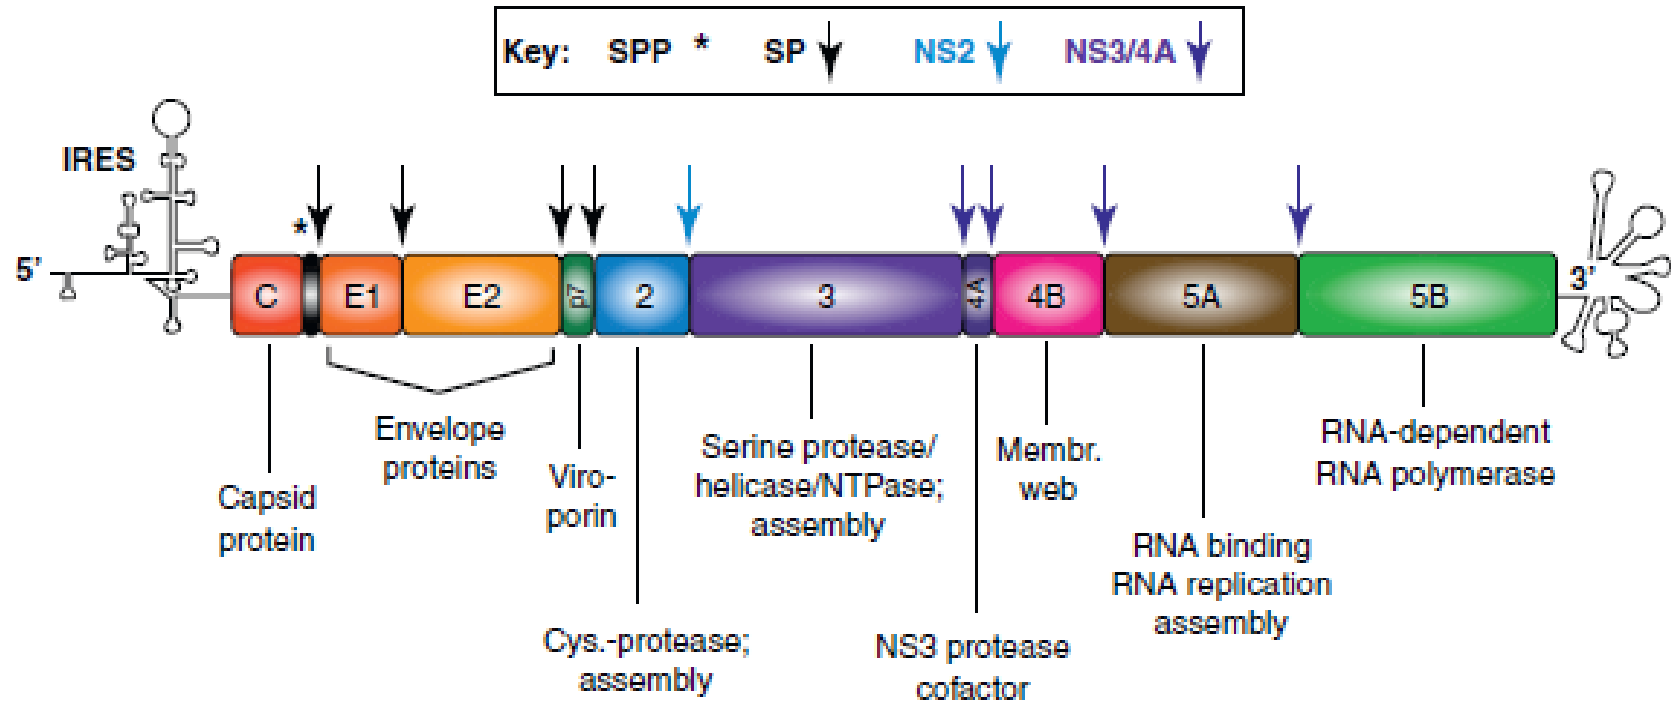 Key: SPP * SP NS2 NS3/4A
IRES
*
5'
C E1 E2 p7 2 3 4A 4B 5A 5B
3'
Envelope
proteins
Capsid
protein
Viro-
porin
Cys.-protease;
assembly
Serine protease/
helicase/NTPase;
assembly
NS3 protease
cofactor
Membr.
web
RNA binding
RNA replication
assembly
RNA-dependent
RNA polymerase